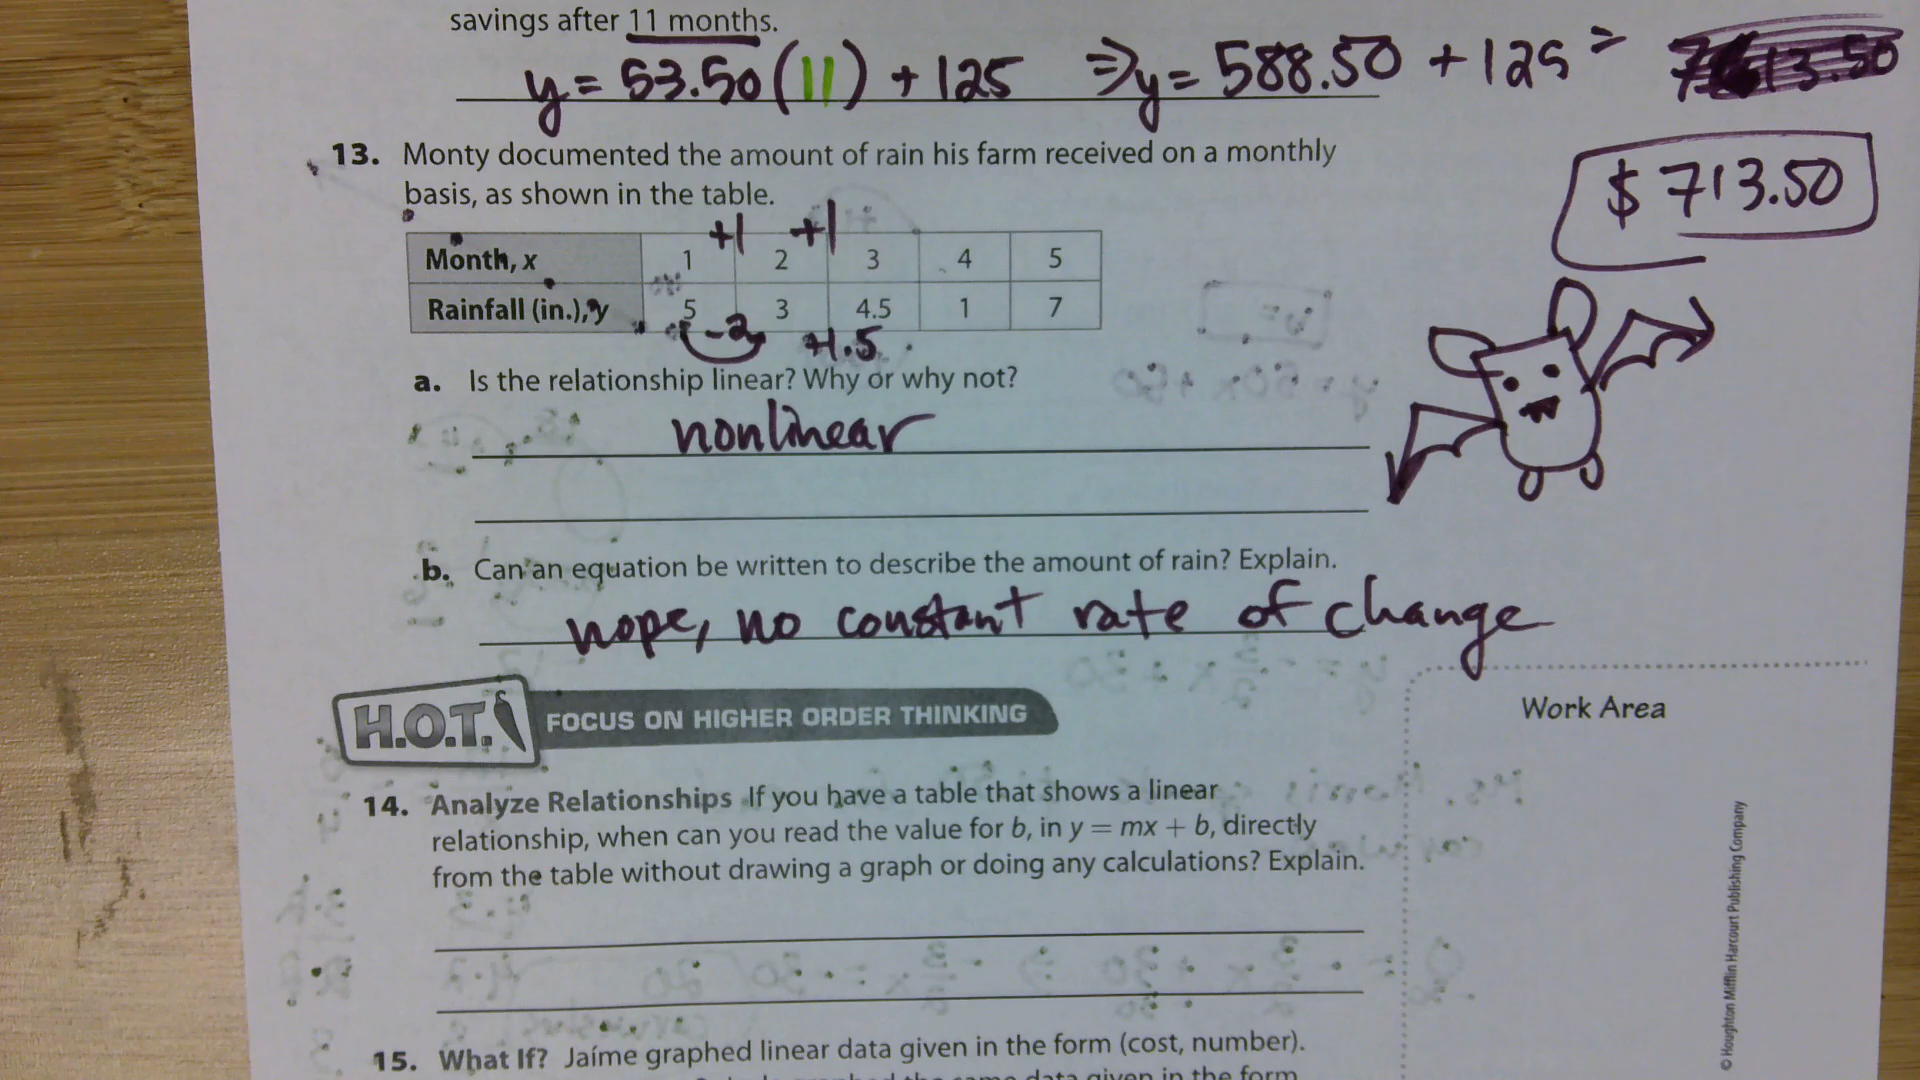 savings after 11 months.
y = 53.50(11) + 125 ⇒ y = 588.50 + 125 =
$713.50
13. Monty documented the amount of rain his farm received on a monthly
basis, as shown in the table.
+1 +1
Month, x 1 2 3 4 5
Rainfall (in.), y 5 3 4.5 1 7
-2 +1.5
a. Is the relationship linear? Why or why not?
nonlinear
b. Can an equation be written to describe the amount of rain? Explain.
nope, no constant rate of change
H.O.T. FOCUS ON HIGHER ORDER THINKING
Work Area
14. Analyze Relationships If you have a table that shows a linear
relationship, when can you read the value for b, in y = mx + b, directly
from the table without drawing a graph or doing any calculations? Explain.
15. What If? Jaíme graphed linear data given in the form (cost, number).
© Houghton Mifflin Harcourt Publishing Company